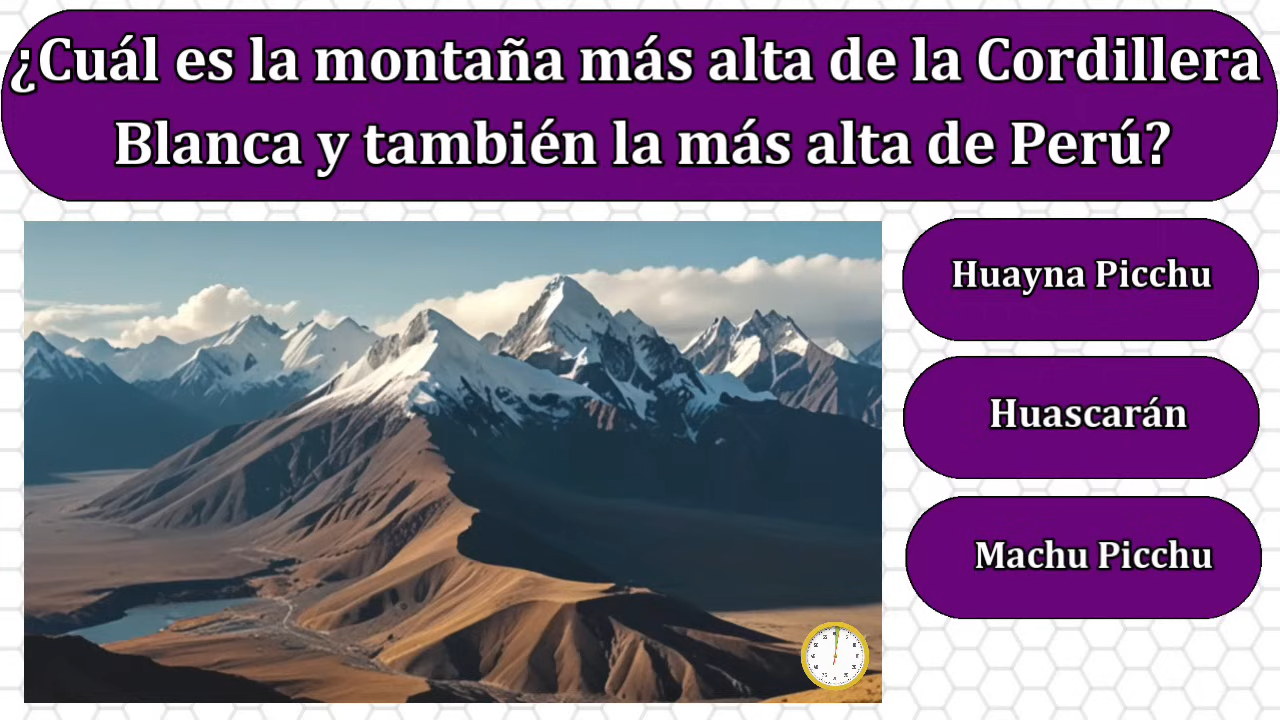 ¿Cuál es la montaña más alta de la Cordillera
Blanca y también la más alta de Perú?
Huayna Picchu
Huascarán
Machu Picchu